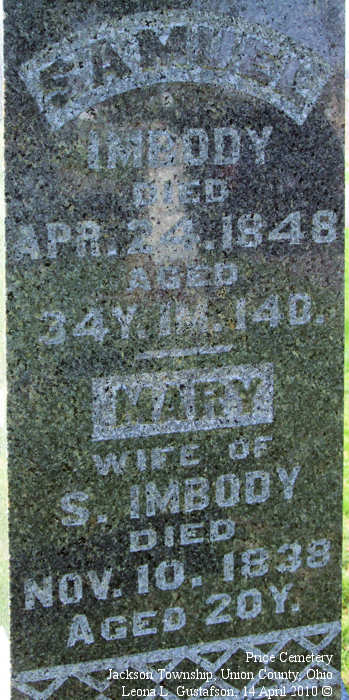 SAMUEL
IMBODY
DIED
APR. 24. 1848
AGED
34Y. 1M. 14D.
MARY
WIFE OF
S. IMBODY
DIED
NOV. 10. 1838
AGED 20Y.
Price Cemetery
Jackson Township, Union County, Ohio
Leona L. Gustafson, 14 April 2010 ©